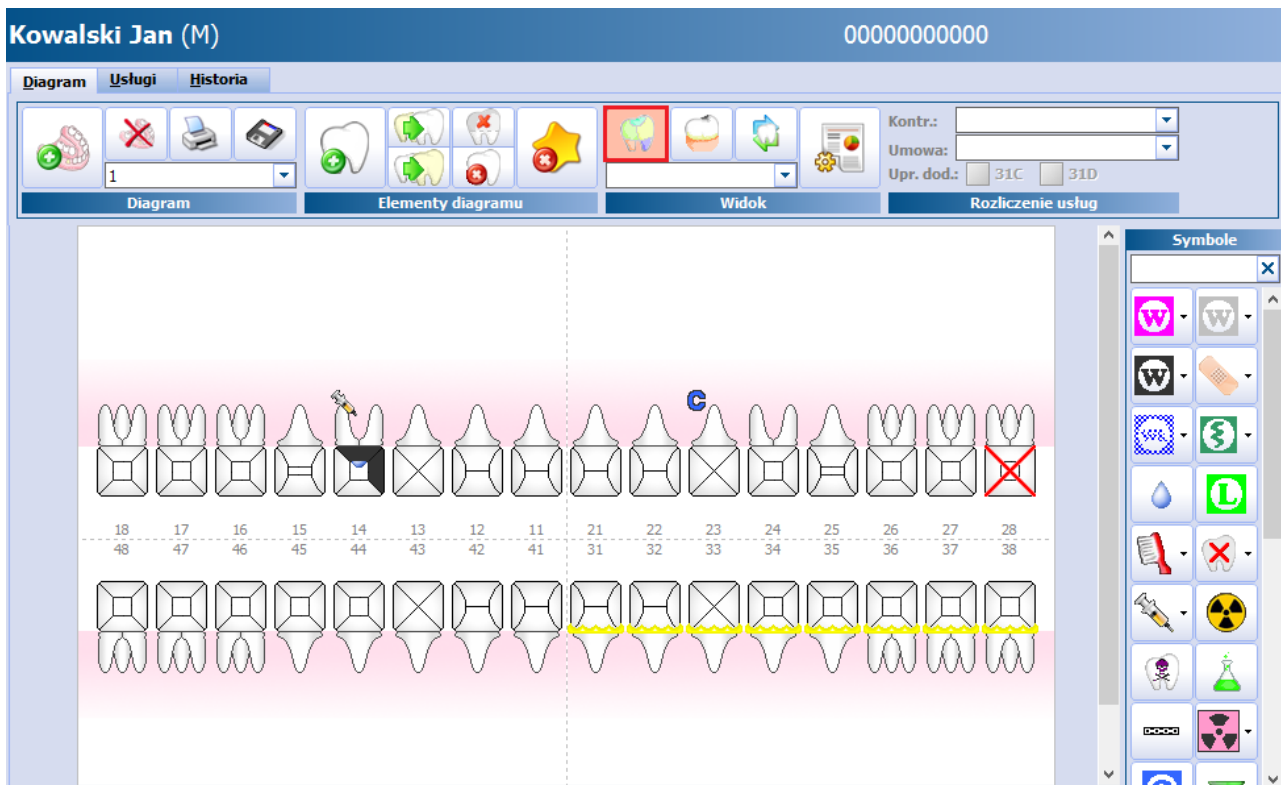 Kowalski Jan (M) 00000000000
Diagram Usługi Historia
Kontr.:
Umowa:
1
Upr. dod.: 31C 31D
Diagram Elementy diagramu Widok Rozliczenie usług
Symbole
W W
W
WK
L
C
18 17 16 15 14 13 12 11 21 22 23 24 25 26 27 28
48 47 46 45 44 43 42 41 31 32 33 34 35 36 37 38